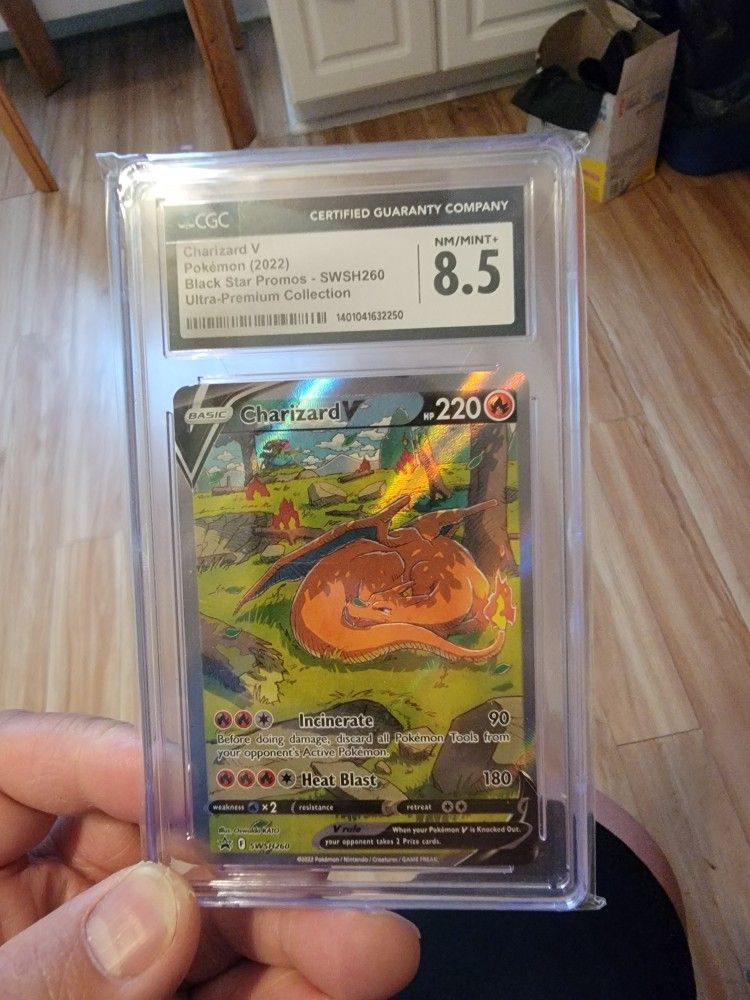 CGC
CERTIFIED GUARANTY COMPANY
Charizard V
Pokémon (2022)
Black Star Promos - SWSH260
Ultra-Premium Collection
1401041632250
NM/MINT+
8.5
BASIC
Charizard V
HP 220
Incinerate 90
Before doing damage, discard all Pokémon Tools from
your opponent's Active Pokémon.
Heat Blast 180
weakness ×2 resistance retreat
Illus. Oswaldo KATO
SWSH260
V rule
When your Pokémon V is Knocked Out,
your opponent takes 2 Prize cards.
©2022 Pokémon / Nintendo / Creatures / GAME FREAK